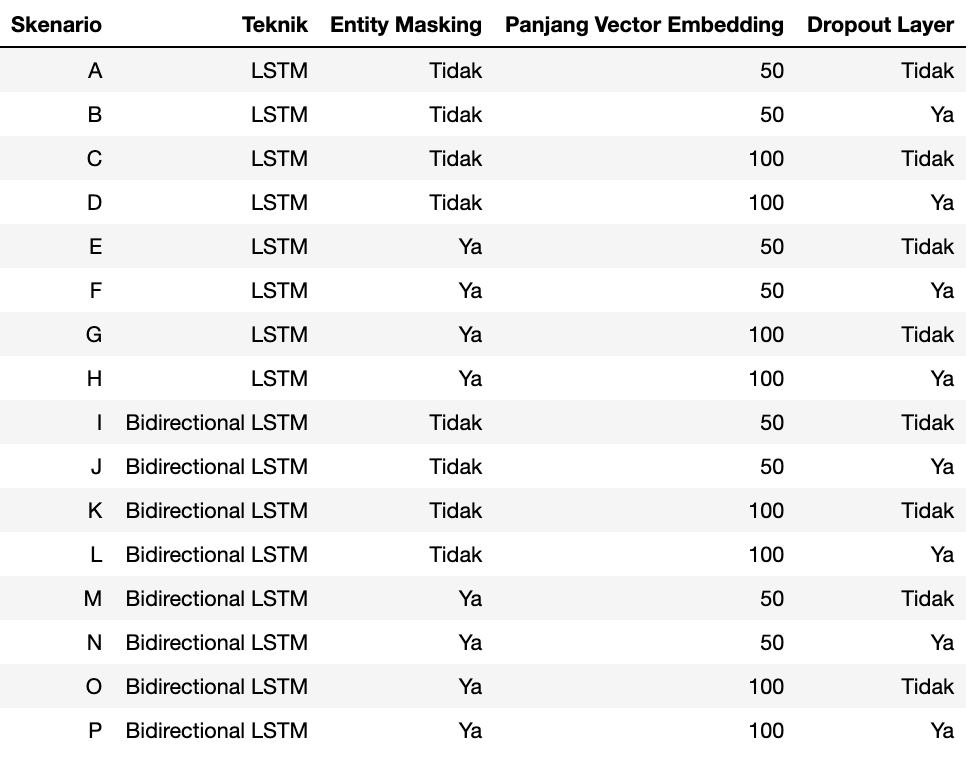 Skenario Teknik Entity Masking Panjang Vector Embedding Dropout Layer
A LSTM Tidak 50 Tidak
B LSTM Tidak 50 Ya
C LSTM Tidak 100 Tidak
D LSTM Tidak 100 Ya
E LSTM Ya 50 Tidak
F LSTM Ya 50 Ya
G LSTM Ya 100 Tidak
H LSTM Ya 100 Ya
I Bidirectional LSTM Tidak 50 Tidak
J Bidirectional LSTM Tidak 50 Ya
K Bidirectional LSTM Tidak 100 Tidak
L Bidirectional LSTM Tidak 100 Ya
M Bidirectional LSTM Ya 50 Tidak
N Bidirectional LSTM Ya 50 Ya
O Bidirectional LSTM Ya 100 Tidak
P Bidirectional LSTM Ya 100 Ya